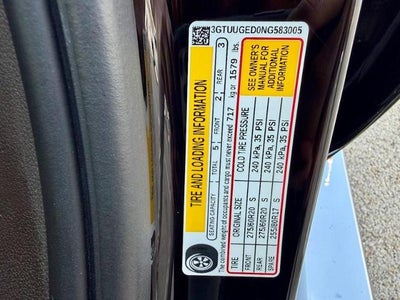 3GTUUGED0NG583005
TIRE AND LOADING INFORMATION
SEATING CAPACITY TOTAL 5 FRONT 2 REAR 3
The combined weight of occupants and cargo must never exceed 717 kg or 1579 lbs.
TIRE ORIGINAL SIZE COLD TIRE PRESSURE
FRONT 275/60R20 S 240 kPa, 35 PSI
REAR 275/60R20 S 240 kPa, 35 PSI
SPARE 255/80R17 S 240 kPa, 35 PSI
SEE OWNER'S
MANUAL FOR
ADDITIONAL
INFORMATION